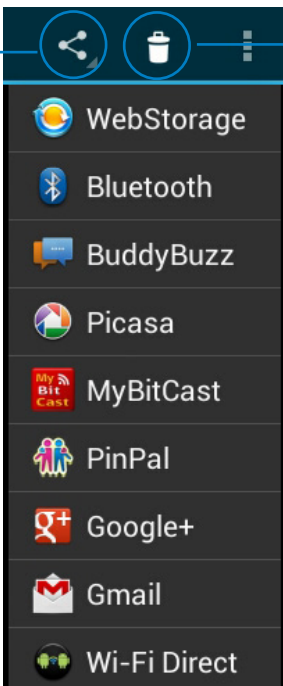 WebStorage
Bluetooth
BuddyBuzz
Picasa
My
Bit
Cast
MyBitCast
PinPal
g+
Google+
Gmail
Wi-Fi Direct